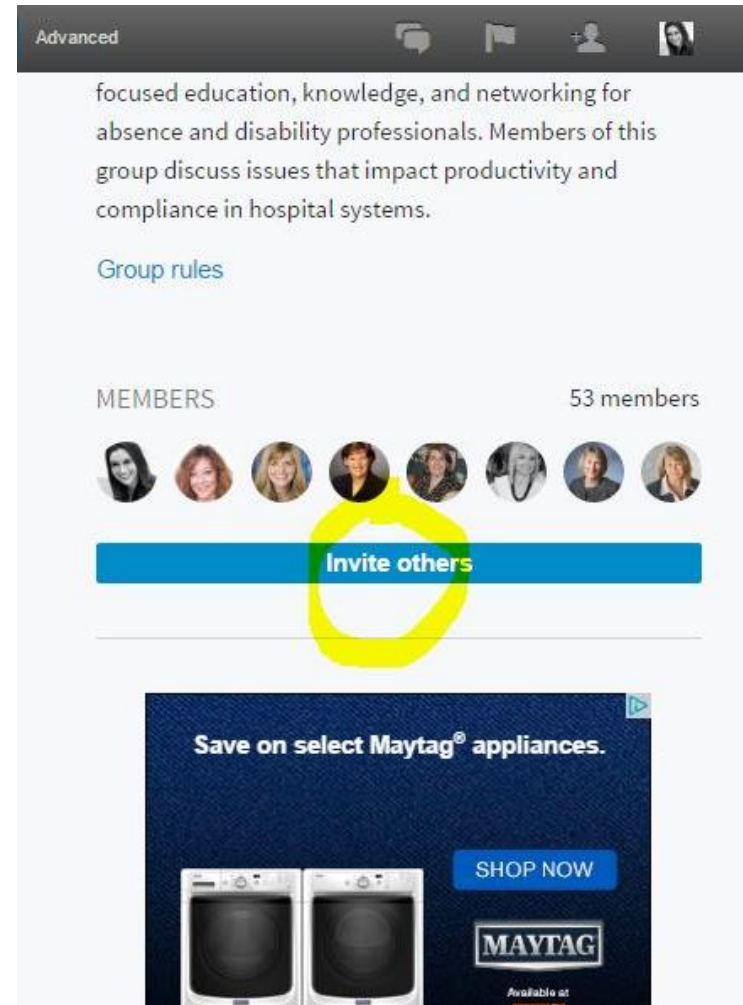 Advanced
focused education, knowledge, and networking for
absence and disability professionals. Members of this
group discuss issues that impact productivity and
compliance in hospital systems.
Group rules
MEMBERS 53 members
Invite others
Save on select Maytag® appliances.
SHOP NOW
MAYTAG
Available at